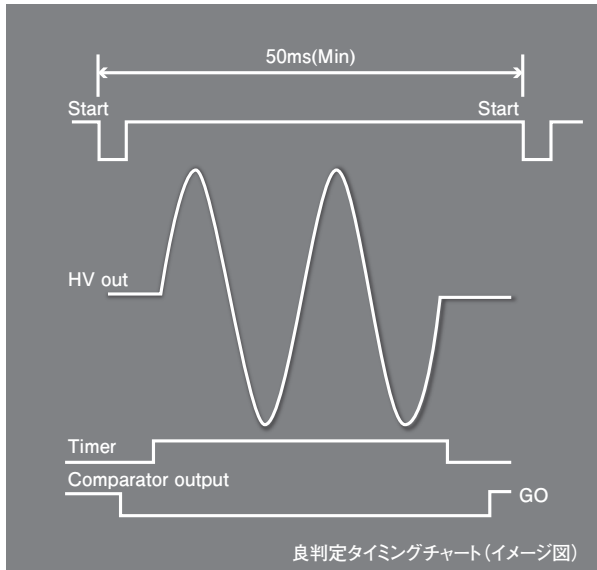 50ms(Min)
Start
Start
HV out
Timer
Comparator output
GO
良判定タイミングチャート（イメージ図）